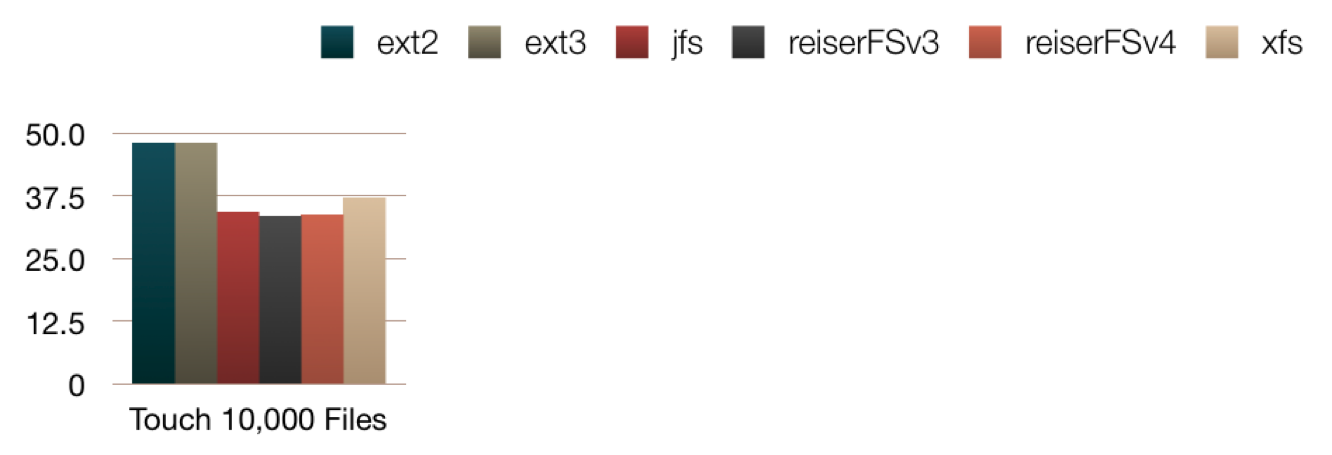 ext2 ext3 jfs reiserFSv3 reiserFSv4 xfs
50.0
37.5
25.0
12.5
0
Touch 10,000 Files